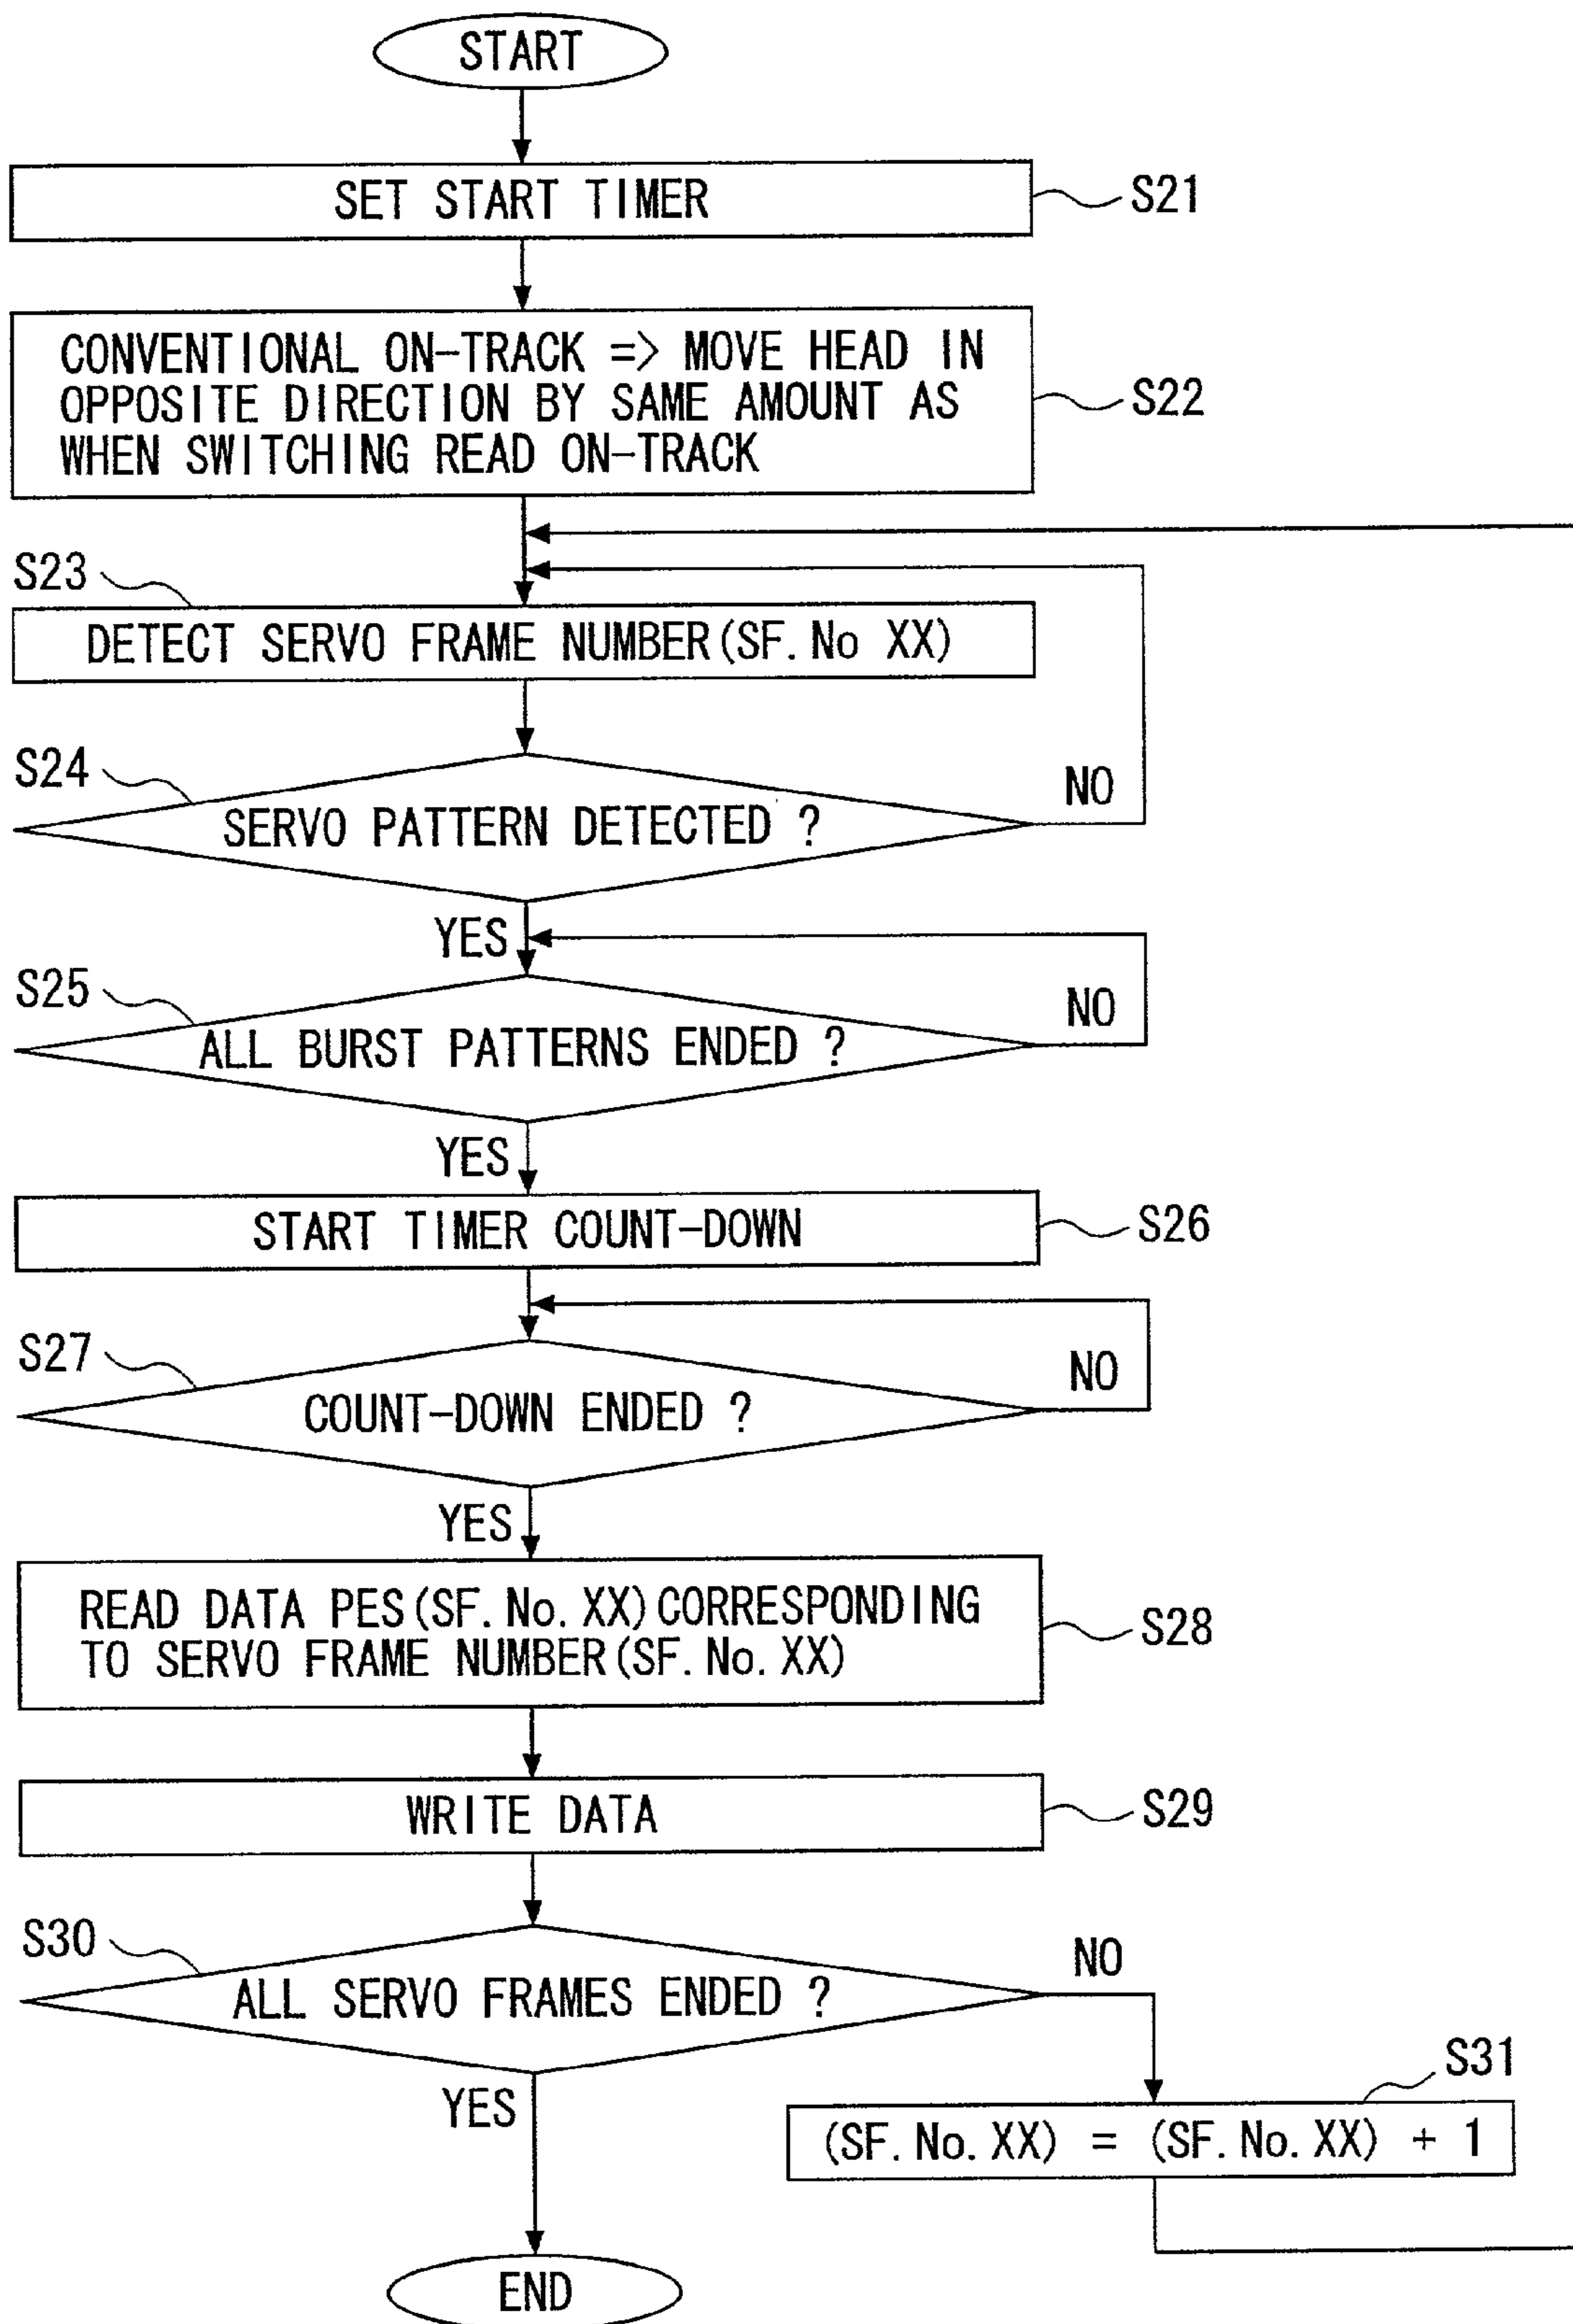 START
SET START TIMER
S21
CONVENTIONAL ON-TRACK => MOVE HEAD IN
OPPOSITE DIRECTION BY SAME AMOUNT AS
WHEN SWITCHING READ ON-TRACK
S22
S23
DETECT SERVO FRAME NUMBER(SF. No XX)
S24
SERVO PATTERN DETECTED ?
NO
YES
S25
ALL BURST PATTERNS ENDED ?
NO
YES
START TIMER COUNT-DOWN
S26
S27
COUNT-DOWN ENDED ?
NO
YES
READ DATA PES(SF. No. XX)CORRESPONDING
TO SERVO FRAME NUMBER(SF. No. XX)
S28
WRITE DATA
S29
S30
ALL SERVO FRAMES ENDED ?
NO
YES
S31
(SF. No. XX) = (SF. No. XX) + 1
END